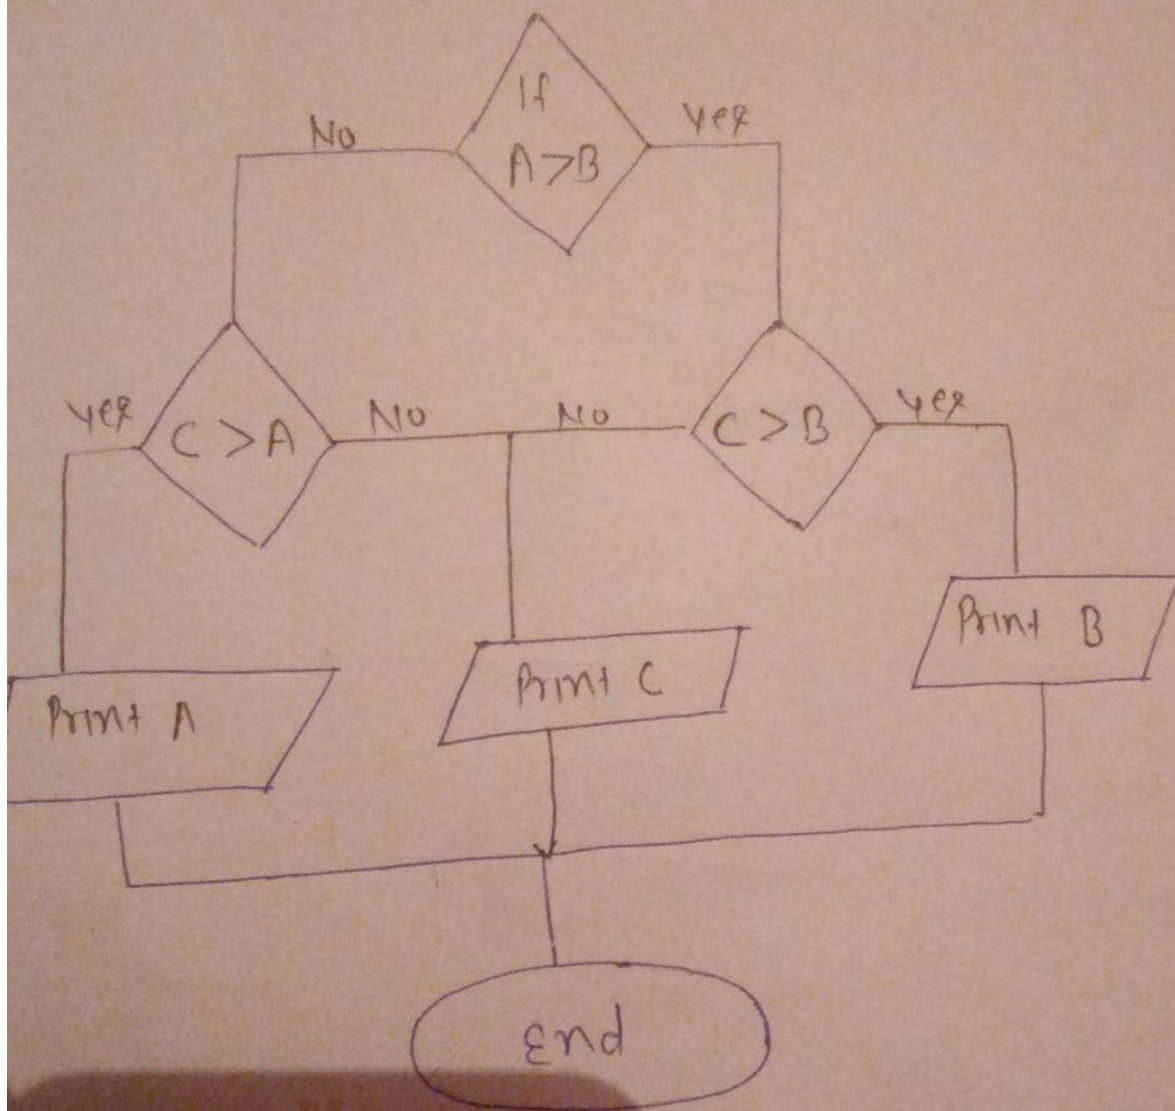 If
A>B
No
Yes
Yes
C>A
No
No
C>B
Yes
Print B
Print C
Print A
End